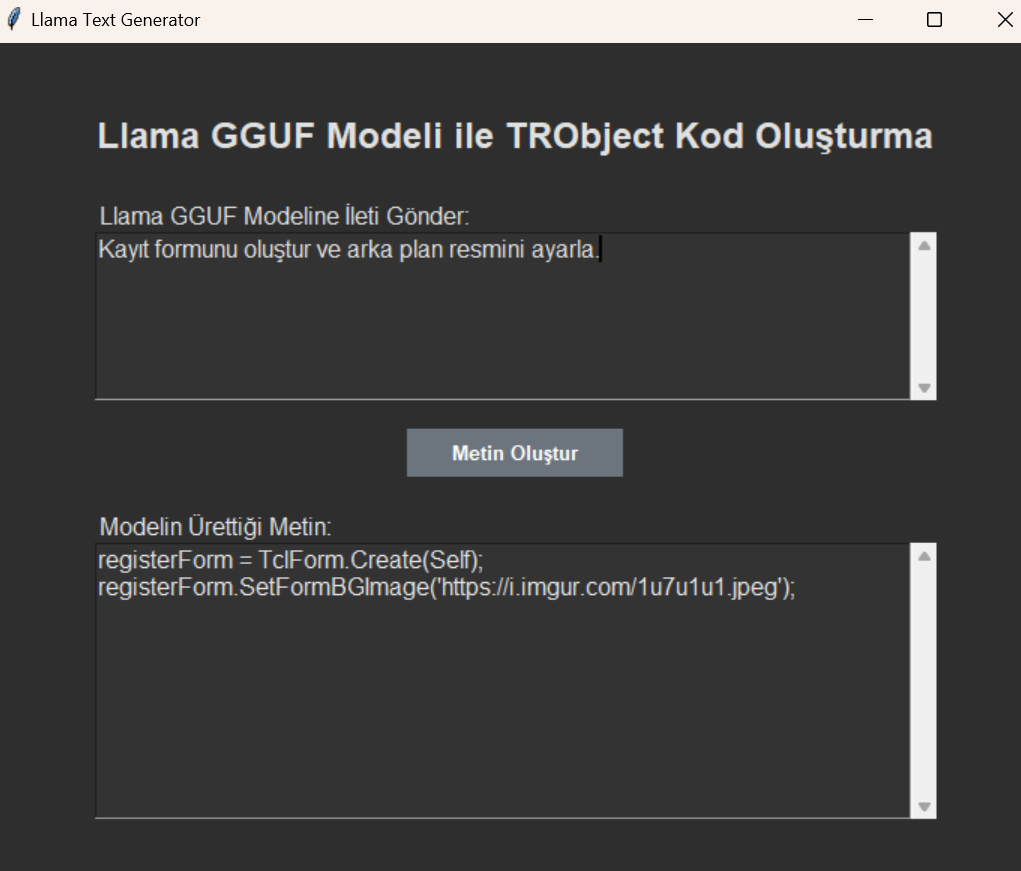 Llama Text Generator
Llama GGUF Modeli ile TRObject Kod Oluşturma
Llama GGUF Modeline İleti Gönder:
Kayıt formunu oluştur ve arka plan resmini ayarla.
Metin Oluştur
Modelin Ürettiği Metin:
registerForm = TclForm.Create(Self);
registerForm.SetFormBGImage('https://i.imgur.com/1u7u1u1.jpeg');